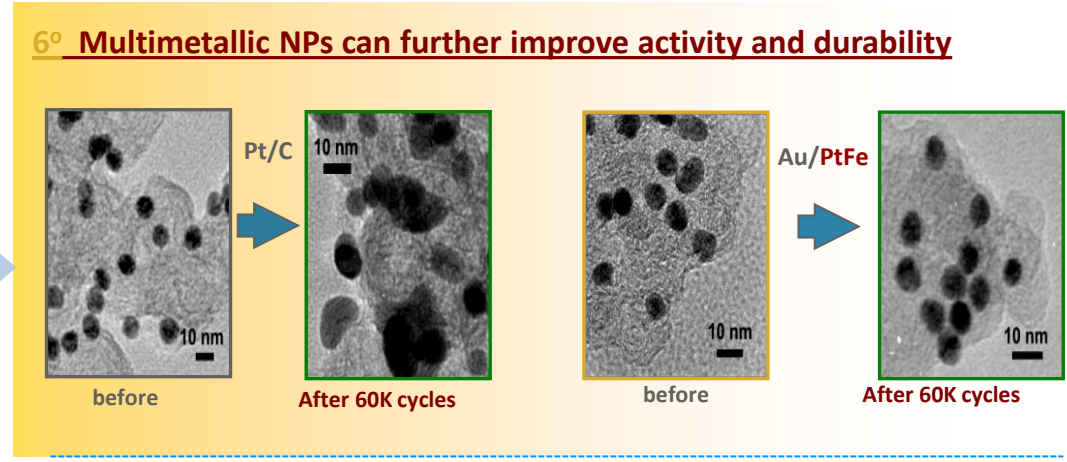 6º Multimetallic NPs can further improve activity and durability
Pt/C
10 nm
10 nm
before
After 60K cycles
Au/PtFe
10 nm
10 nm
before
After 60K cycles